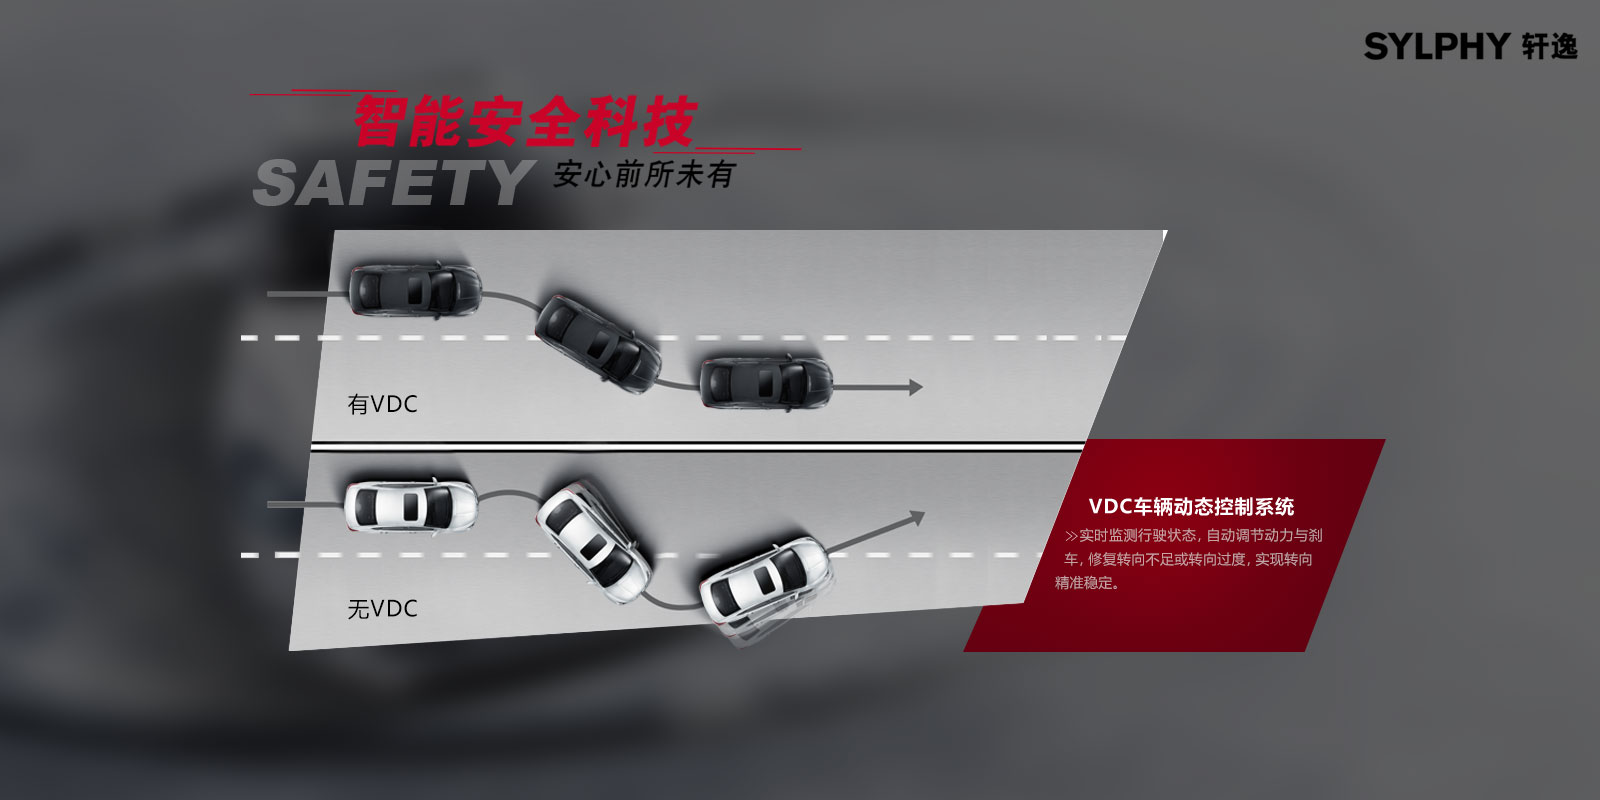 SYLPHY 轩逸
智能安全科技
SAFETY 安心前所未有
有VDC
无VDC
VDC车辆动态控制系统
>>实时监测行驶状态，自动调节动力与刹
车，修复转向不足或转向过度，实现转向
精准稳定。